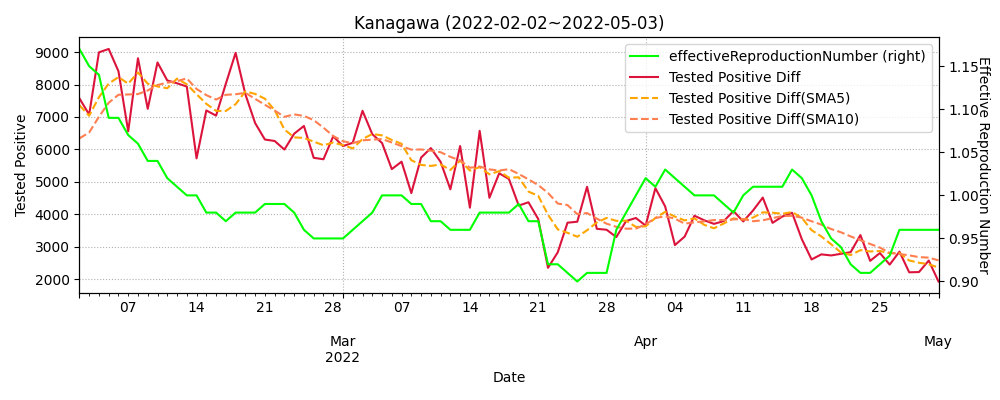 Kanagawa (2022-02-02~2022-05-03)
effectiveReproductionNumber (right)
Tested Positive Diff
Tested Positive Diff(SMA5)
Tested Positive Diff(SMA10)
Tested Positive
9000
8000
7000
6000
5000
4000
3000
2000
Effective Reproduction Number
1.15
1.10
1.05
1.00
0.95
0.90
07 14 21 28 07 14 21 28 04 11 18 25
Mar Apr May
2022
Date